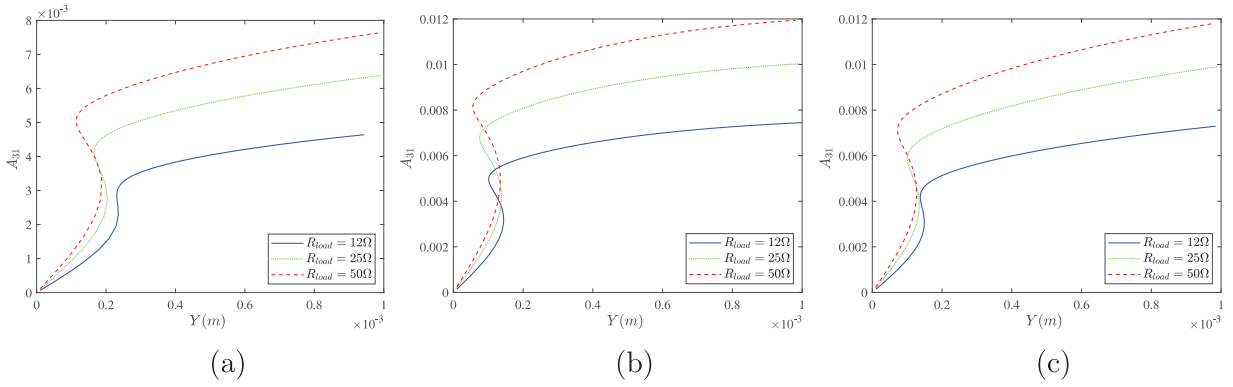 ×10⁻³
8
7
6
5
4
3
2
1
0
A₃₁
0 0.2 0.4 0.6 0.8 1
Y(m)
×10⁻³
R_load = 12Ω
R_load = 25Ω
R_load = 50Ω
(a)
0.012
0.01
0.008
0.006
0.004
0.002
0
A₃₁
0 0.2 0.4 0.6 0.8 1
Y(m)
×10⁻³
R_load = 12Ω
R_load = 25Ω
R_load = 50Ω
(b)
0.012
0.01
0.008
0.006
0.004
0.002
0
A₃₁
0 0.2 0.4 0.6 0.8 1
Y(m)
×10⁻³
R_load = 12Ω
R_load = 25Ω
R_load = 50Ω
(c)